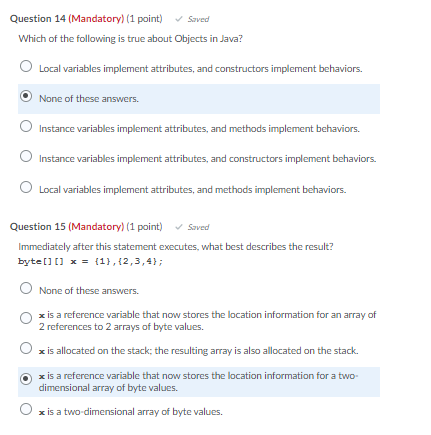 Question 14 (Mandatory) (1 point) ✓ Saved
Which of the following is true about Objects in Java?
Local variables implement attributes, and constructors implement behaviors.
None of these answers.
Instance variables implement attributes, and methods implement behaviors.
Instance variables implement attributes, and constructors implement behaviors.
Local variables implement attributes, and methods implement behaviors.
Question 15 (Mandatory) (1 point) ✓ Saved
Immediately after this statement executes, what best describes the result?
byte[][] x = {1},{2,3,4};
None of these answers.
x is a reference variable that now stores the location information for an array of
2 references to 2 arrays of byte values.
x is allocated on the stack; the resulting array is also allocated on the stack.
x is a reference variable that now stores the location information for a two-
dimensional array of byte values.
x is a two-dimensional array of byte values.